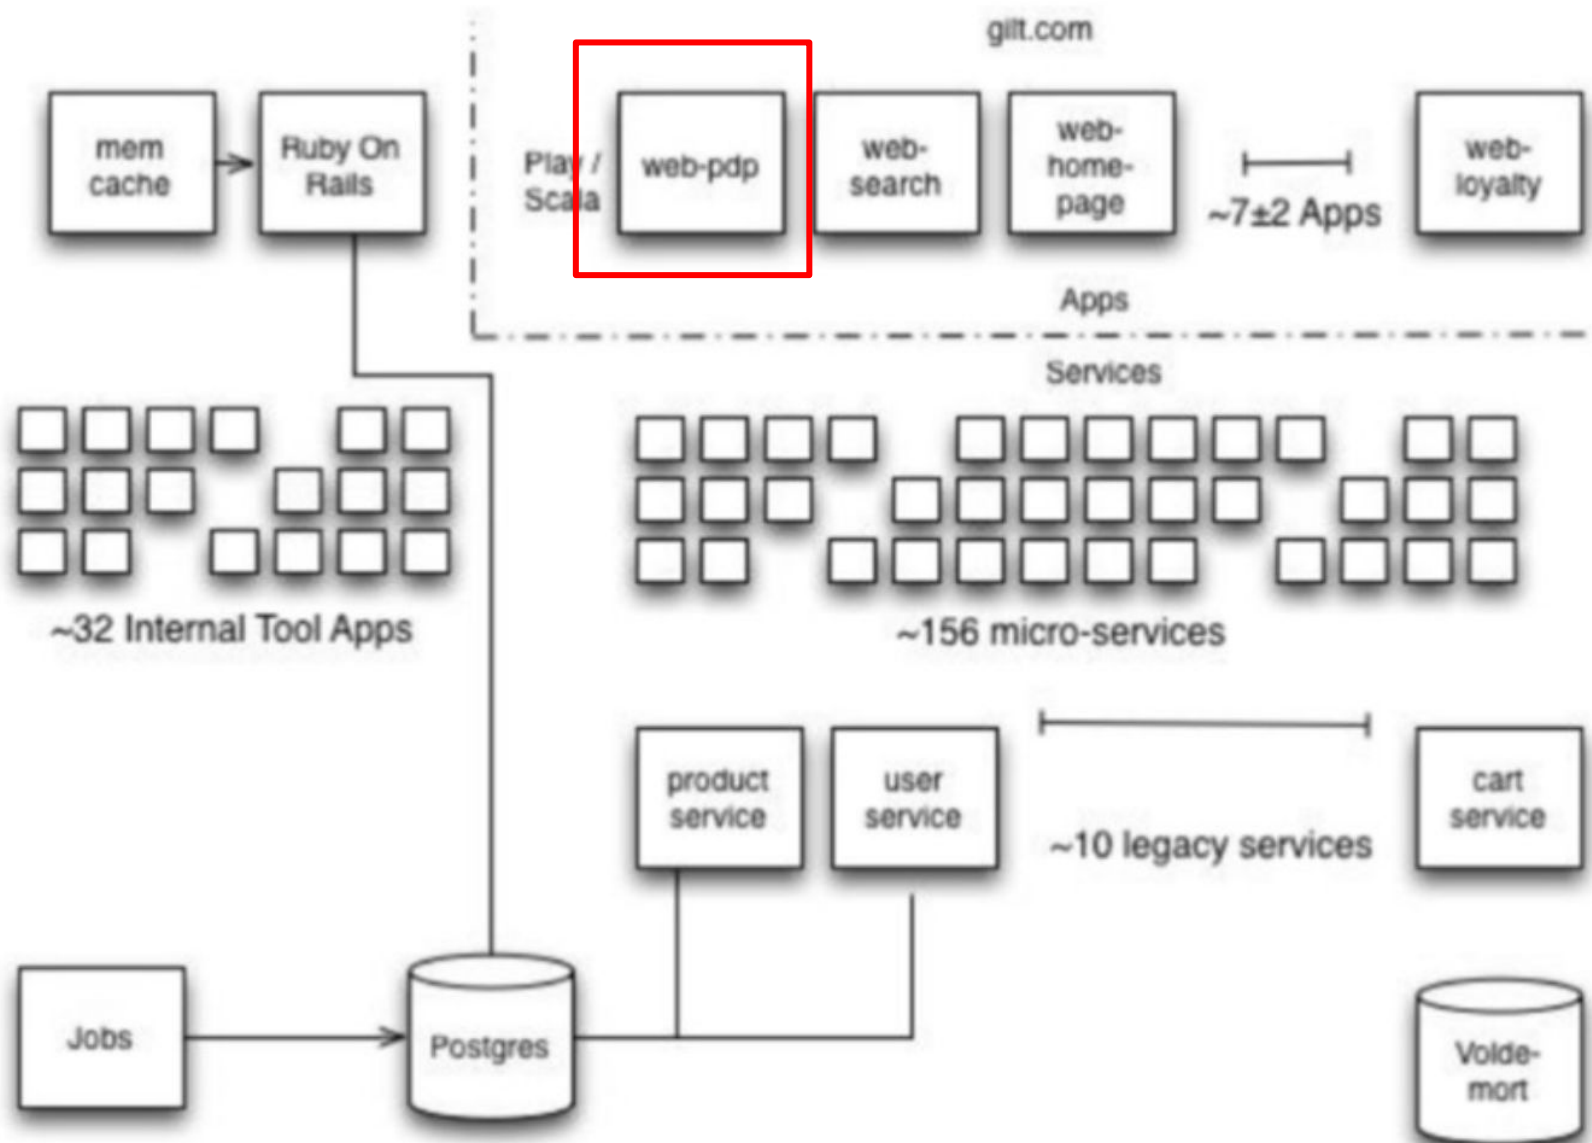 gilt.com
mem
cache
Ruby On
Rails
Play /
Scala
web-pdp
web-
search
web-
home-
page
~7±2 Apps
web-
loyalty
Apps
Services
~32 Internal Tool Apps
~156 micro-services
product
service
user
service
~10 legacy services
cart
service
Jobs
Postgres
Volde-
mort